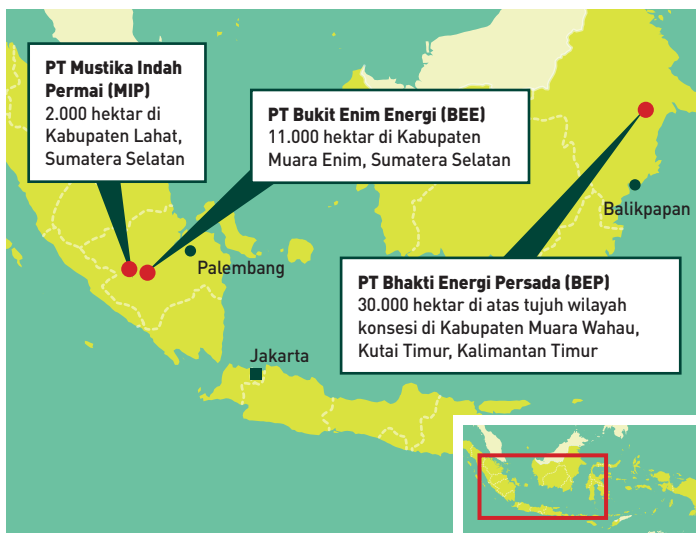 PT Mustika Indah
Permai (MIP)
2.000 hektar di
Kabupaten Lahat,
Sumatera Selatan
PT Bukit Enim Energi (BEE)
11.000 hektar di Kabupaten
Muara Enim, Sumatera Selatan
Balikpapan
Palembang
PT Bhakti Energi Persada (BEP)
30.000 hektar di atas tujuh wilayah
konsesi di Kabupaten Muara Wahau,
Kutai Timur, Kalimantan Timur
Jakarta